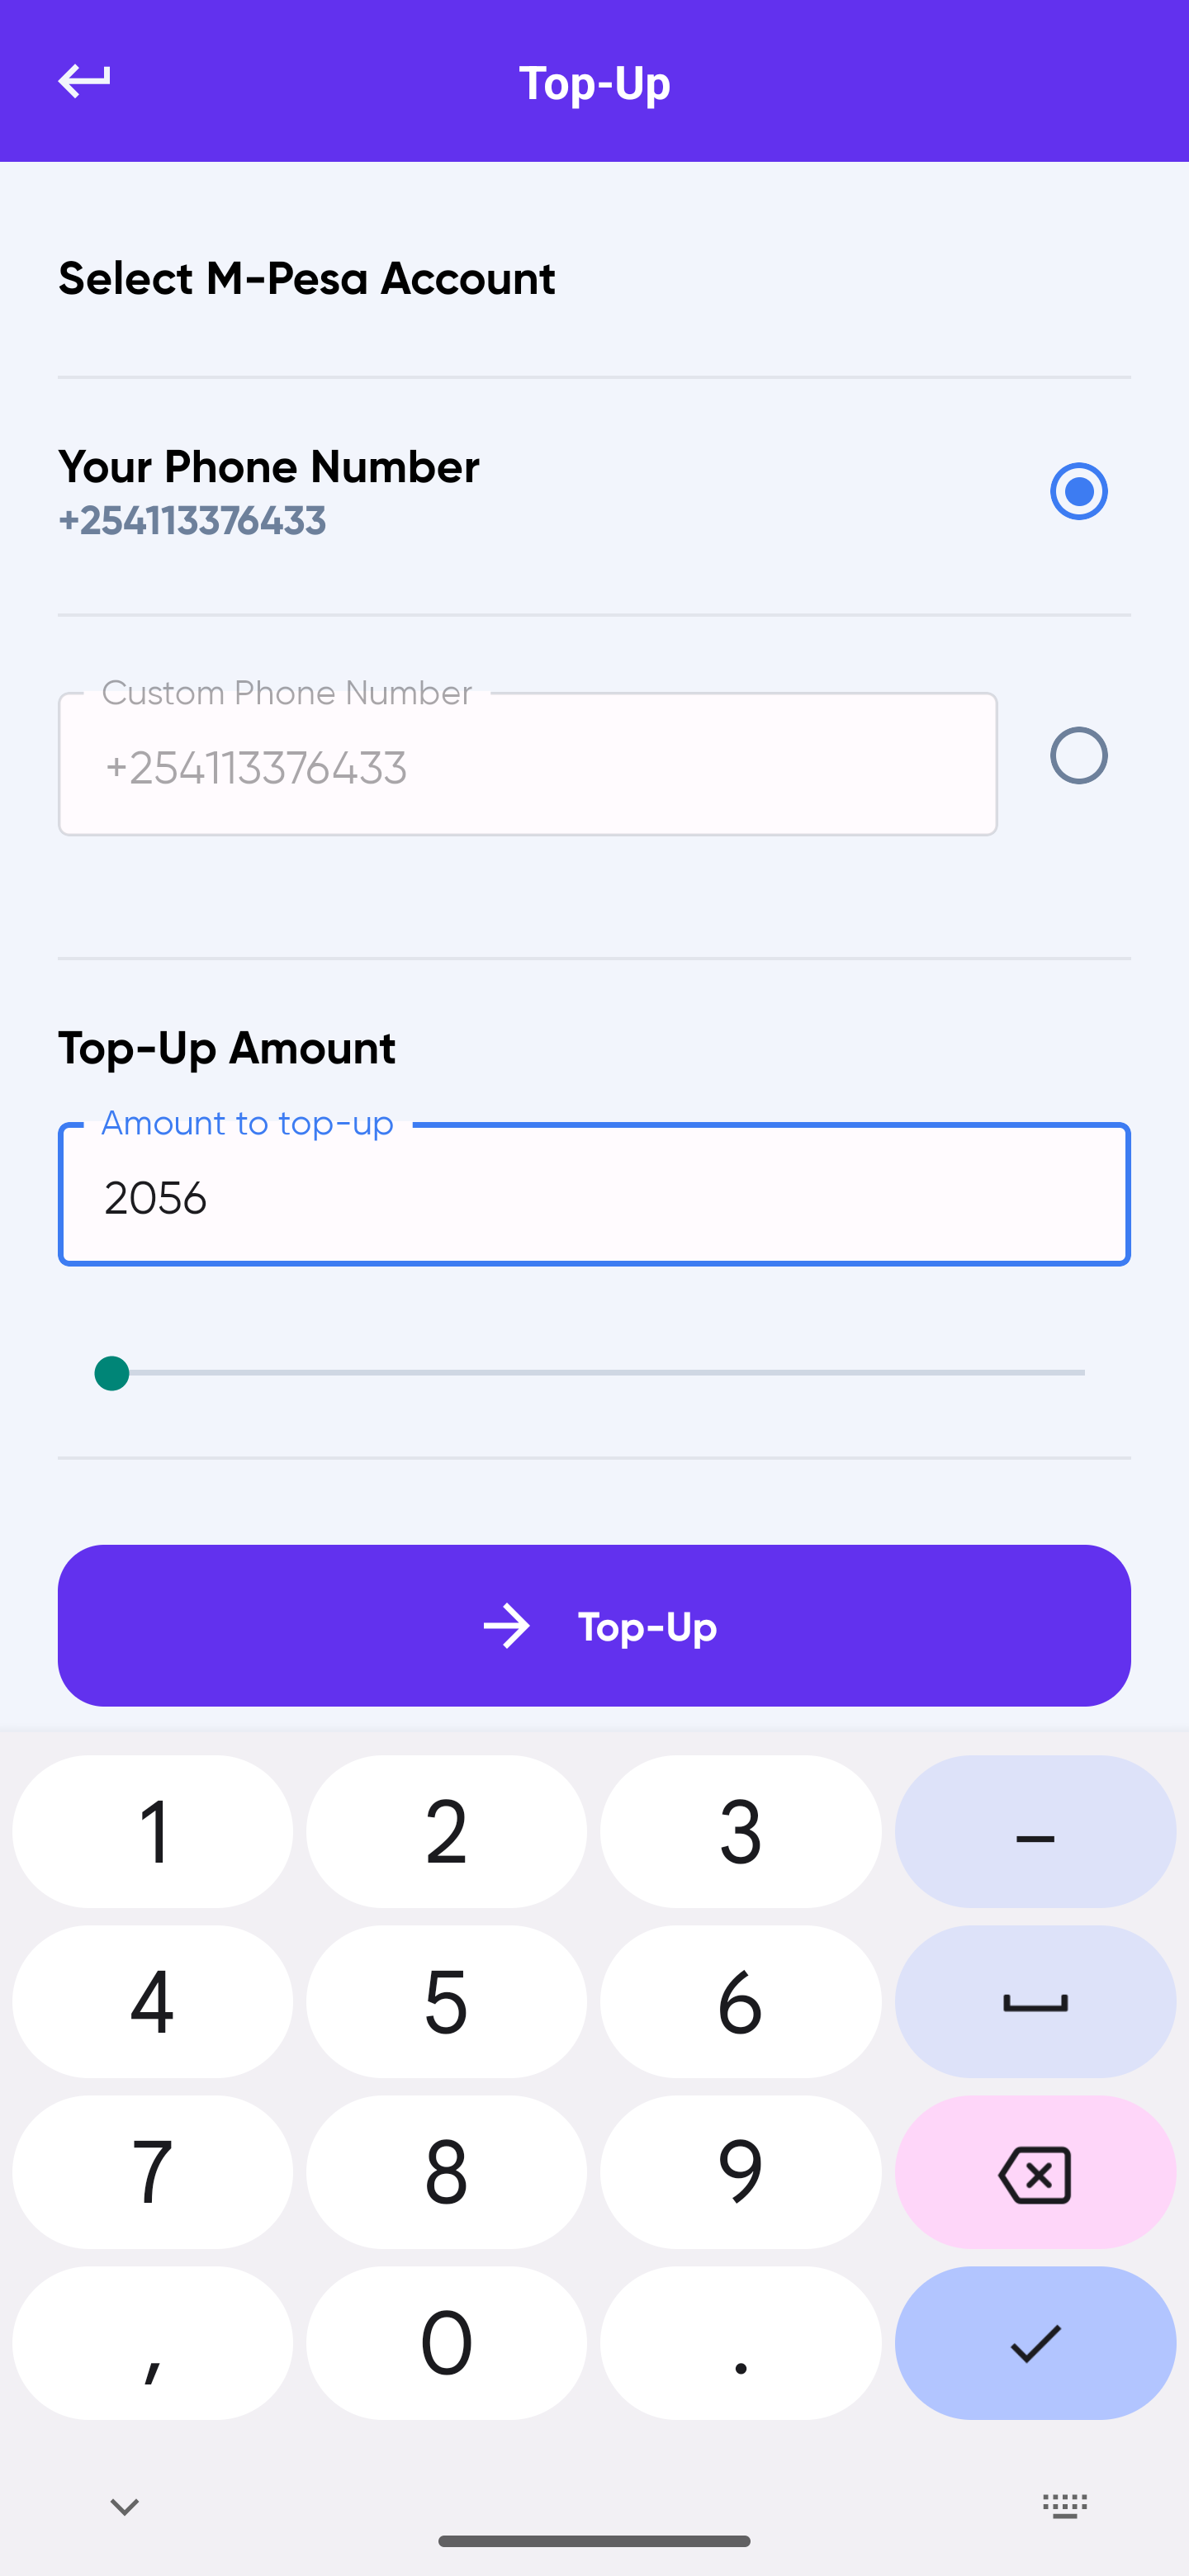 Top-Up
Select M-Pesa Account
Your Phone Number
+254113376433
Custom Phone Number
+254113376433
Top-Up Amount
Amount to top-up
2056
Top-Up
1 2 3 –
4 5 6
7 8 9
, 0 .